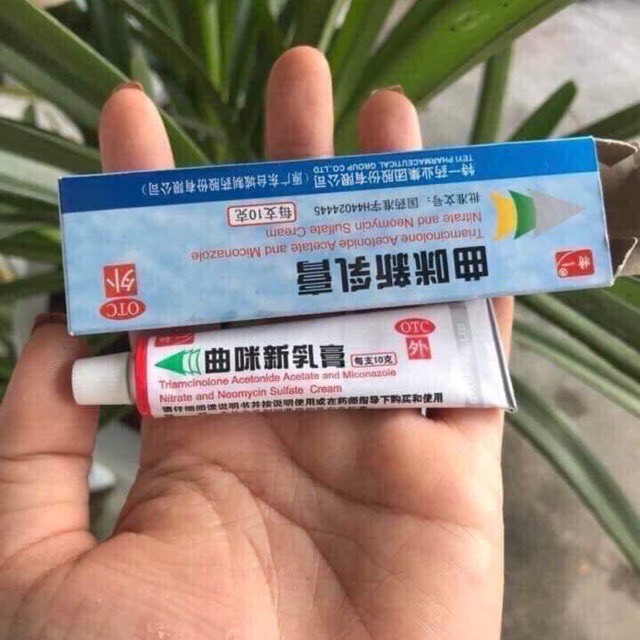 特一
曲咪新乳膏
OTC
外
Triamcinolone Acetonide Acetate and Miconazole
Nitrate and Neomycin Sulfate Cream
批准文号：国药准字H44024445
每支10克
特一药业集团股份有限公司（原广东台城制药股份有限公司）
TEYI PHARMACEUTICAL GROUP CO.,LTD
曲咪新乳膏 每支10克
OTC
外
Triamcinolone Acetonide Acetate and Miconazole
Nitrate and Neomycin Sulfate Cream
请仔细阅读说明书并按说明使用或在药师指导下购买和使用